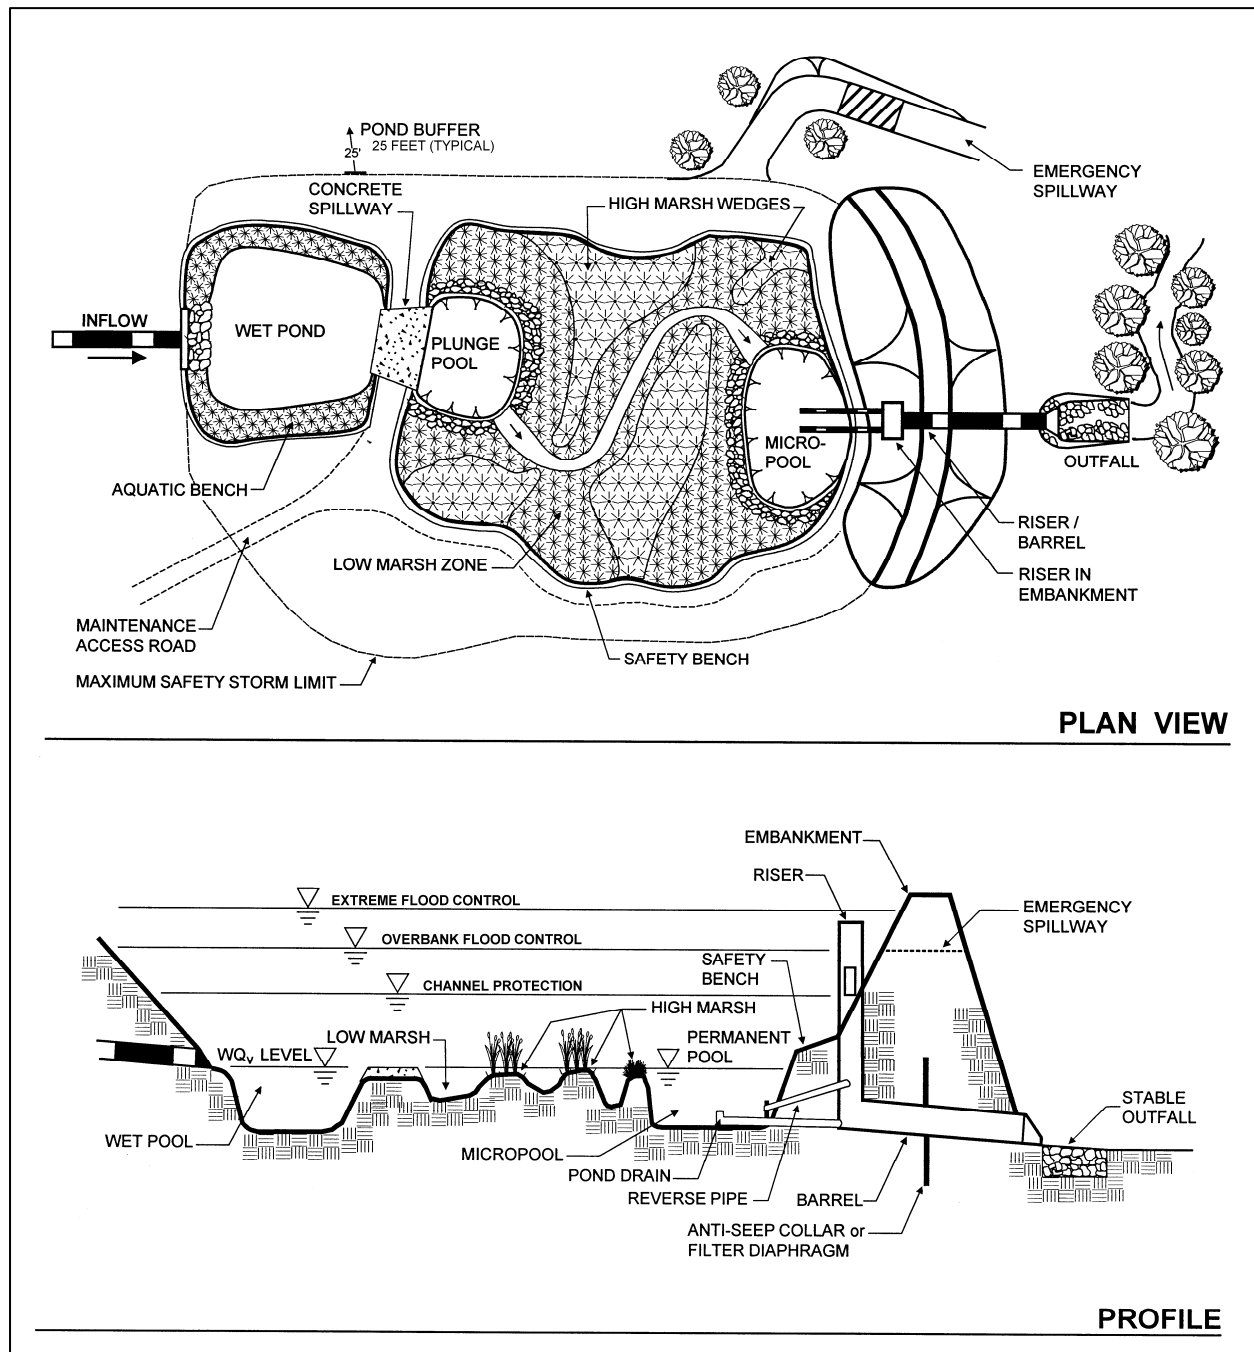 POND BUFFER
25 FEET (TYPICAL)
25'
CONCRETE
SPILLWAY
HIGH MARSH WEDGES
EMERGENCY
SPILLWAY
INFLOW
WET POND
PLUNGE
POOL
MICRO-
POOL
OUTFALL
AQUATIC BENCH
RISER /
BARREL
LOW MARSH ZONE
RISER IN
EMBANKMENT
MAINTENANCE
ACCESS ROAD
SAFETY BENCH
MAXIMUM SAFETY STORM LIMIT
PLAN VIEW
EMBANKMENT
RISER
EXTREME FLOOD CONTROL
EMERGENCY
SPILLWAY
OVERBANK FLOOD CONTROL
SAFETY
BENCH
CHANNEL PROTECTION
HIGH MARSH
LOW MARSH
PERMANENT
POOL
WQv LEVEL
STABLE
OUTFALL
WET POOL
MICROPOOL
POND DRAIN
REVERSE PIPE
BARREL
ANTI-SEEP COLLAR or
FILTER DIAPHRAGM
PROFILE